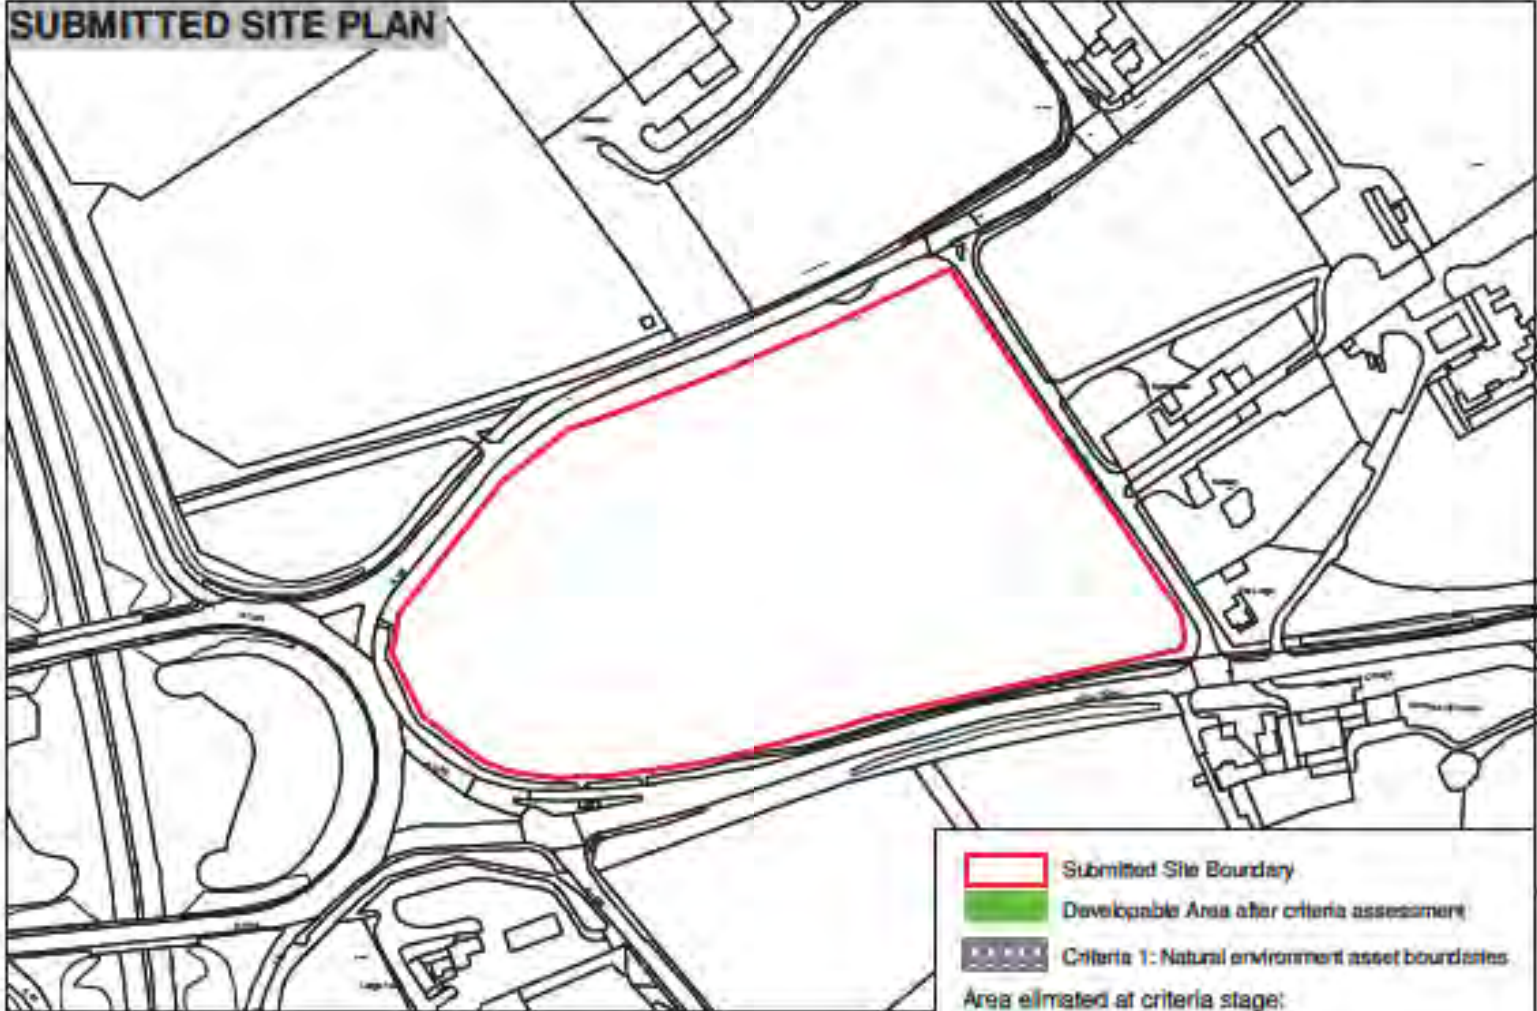 SUBMITTED SITE PLAN
Submitted Site Boundary
Developable Area after criteria assessment
Criteria 1: Natural environment asset boundaries
Area elimated at criteria stage: